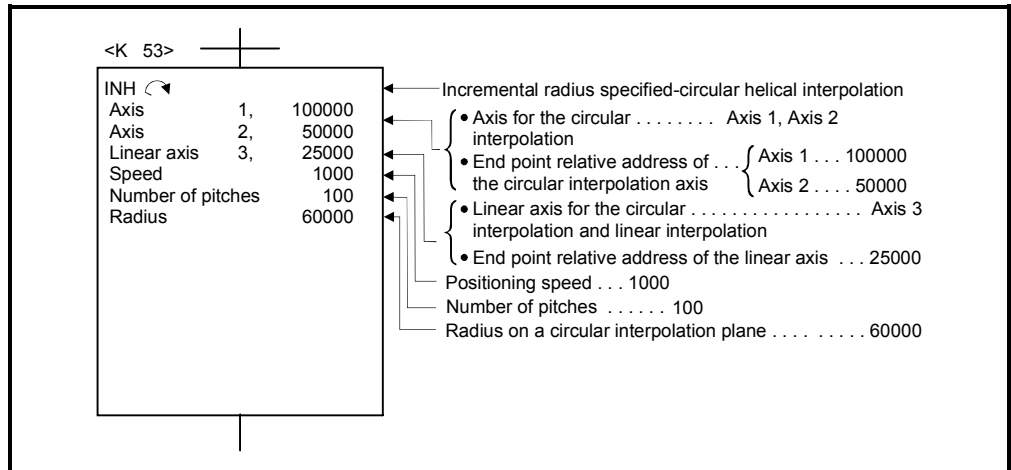 <K 53>
INH
Axis 1, 100000
Axis 2, 50000
Linear axis 3, 25000
Speed 1000
Number of pitches 100
Radius 60000
Incremental radius specified-circular helical interpolation
• Axis for the circular . . . . . . . . Axis 1, Axis 2
interpolation
• End point relative address of . . . Axis 1 . . . 100000
the circular interpolation axis Axis 2 . . . . 50000
• Linear axis for the circular . . . . . . . . . . . . . . . . . Axis 3
interpolation and linear interpolation
• End point relative address of the linear axis . . . 25000
Positioning speed . . . 1000
Number of pitches . . . . . . 100
Radius on a circular interpolation plane . . . . . . . . . . 60000